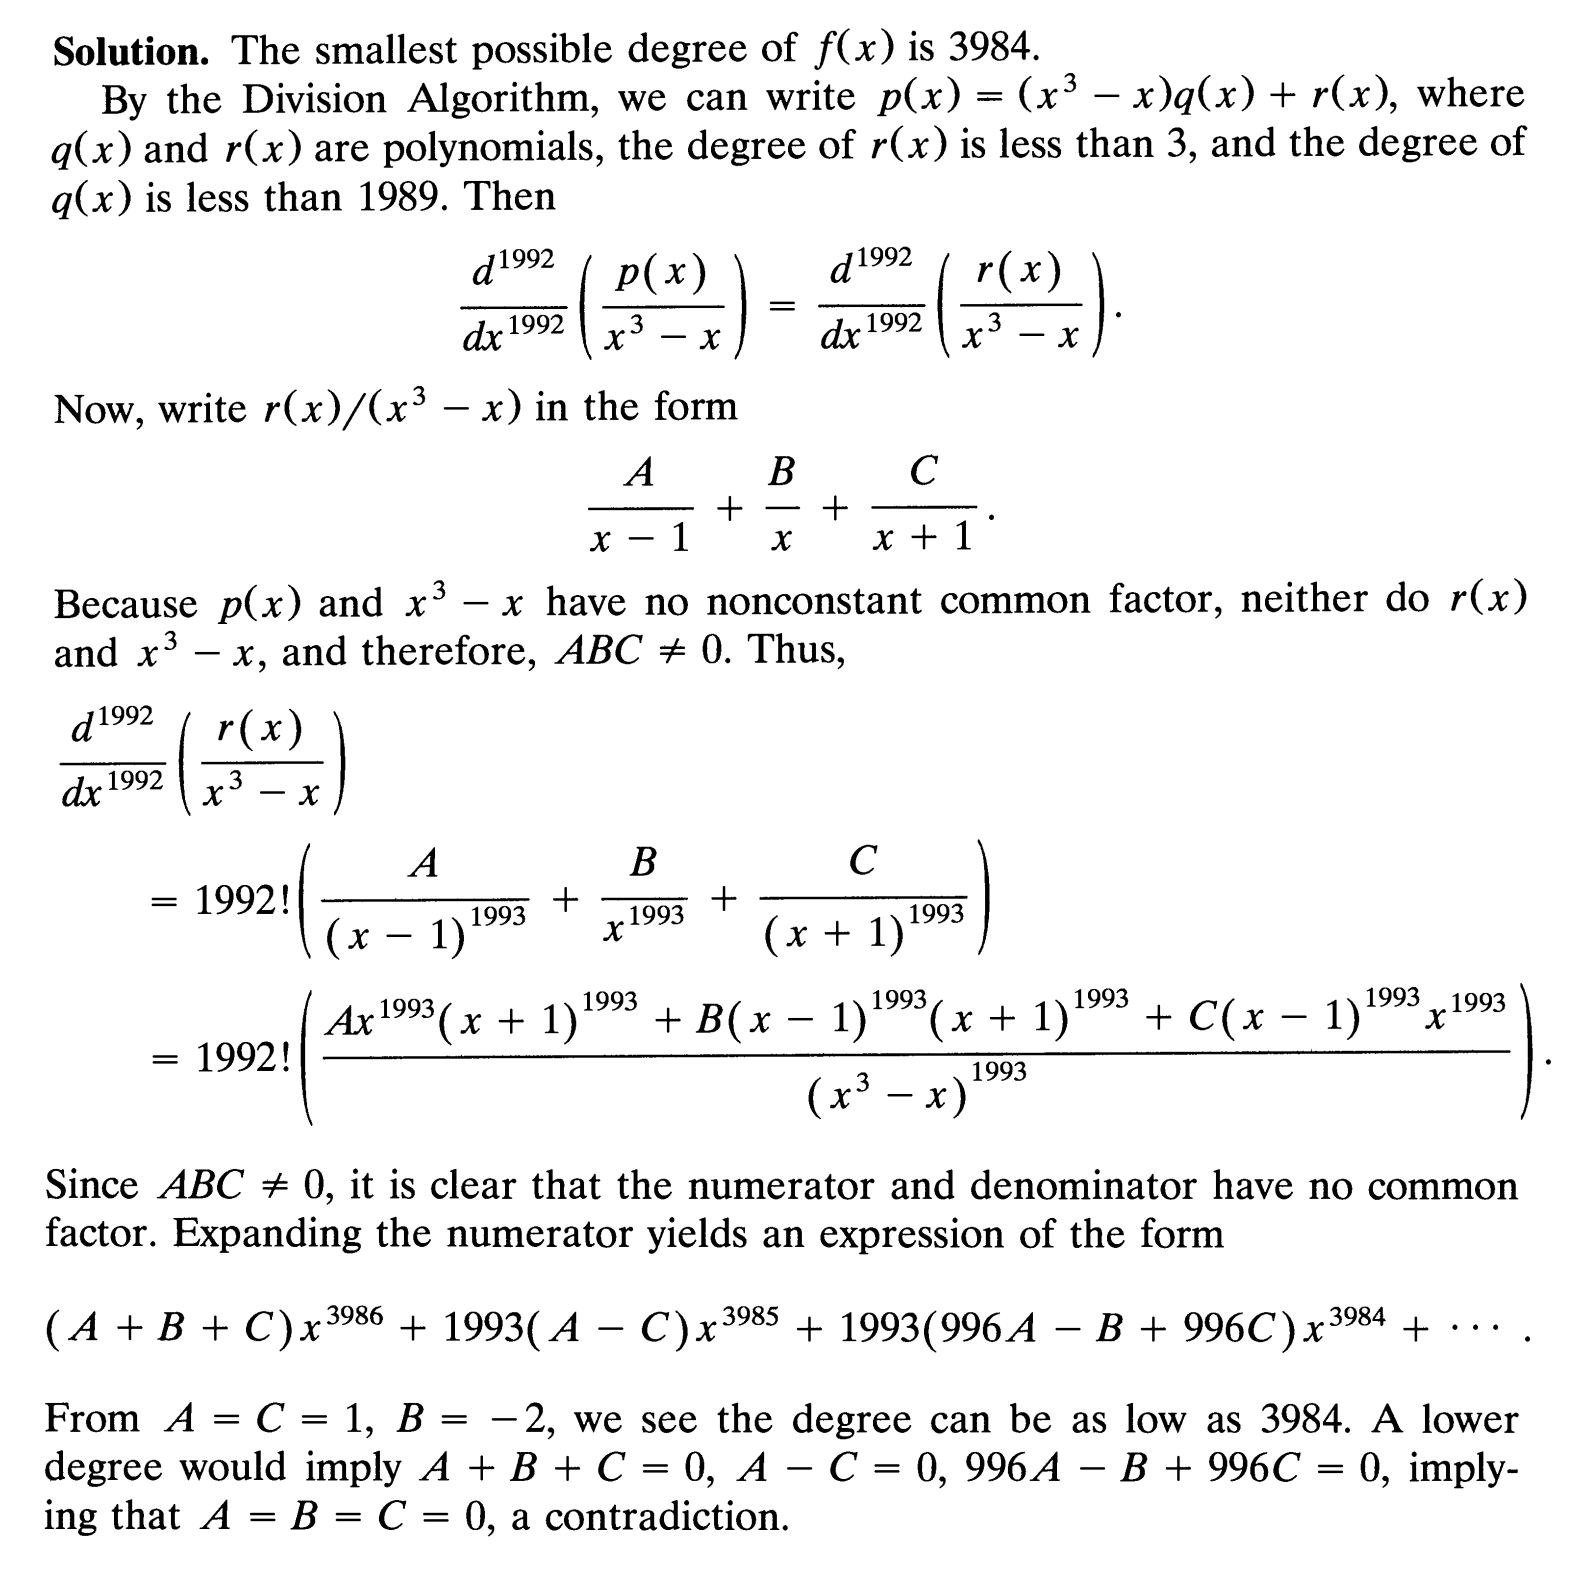 Solution. The smallest possible degree of f(x) is 3984.
By the Division Algorithm, we can write p(x) = (x³ − x)q(x) + r(x), where
q(x) and r(x) are polynomials, the degree of r(x) is less than 3, and the degree of
q(x) is less than 1989. Then
\frac{d^{1992}}{dx^{1992}} \left( \frac{p(x)}{x^3 - x} \right) = \frac{d^{1992}}{dx^{1992}} \left( \frac{r(x)}{x^3 - x} \right).
Now, write r(x)/(x³ − x) in the form
\frac{A}{x - 1} + \frac{B}{x} + \frac{C}{x + 1}.
Because p(x) and x³ − x have no nonconstant common factor, neither do r(x)
and x³ − x, and therefore, ABC ≠ 0. Thus,
\frac{d^{1992}}{dx^{1992}} \left( \frac{r(x)}{x^3 - x} \right)
= 1992! \left( \frac{A}{(x - 1)^{1993}} + \frac{B}{x^{1993}} + \frac{C}{(x + 1)^{1993}} \right)
= 1992! \left( \frac{Ax^{1993}(x + 1)^{1993} + B(x - 1)^{1993}(x + 1)^{1993} + C(x - 1)^{1993}x^{1993}}{(x^3 - x)^{1993}} \right).
Since ABC ≠ 0, it is clear that the numerator and denominator have no common
factor. Expanding the numerator yields an expression of the form
(A + B + C)x^{3986} + 1993(A − C)x^{3985} + 1993(996A − B + 996C)x^{3984} + ⋯ .
From A = C = 1, B = −2, we see the degree can be as low as 3984. A lower
degree would imply A + B + C = 0, A − C = 0, 996A − B + 996C = 0, imply-
ing that A = B = C = 0, a contradiction.